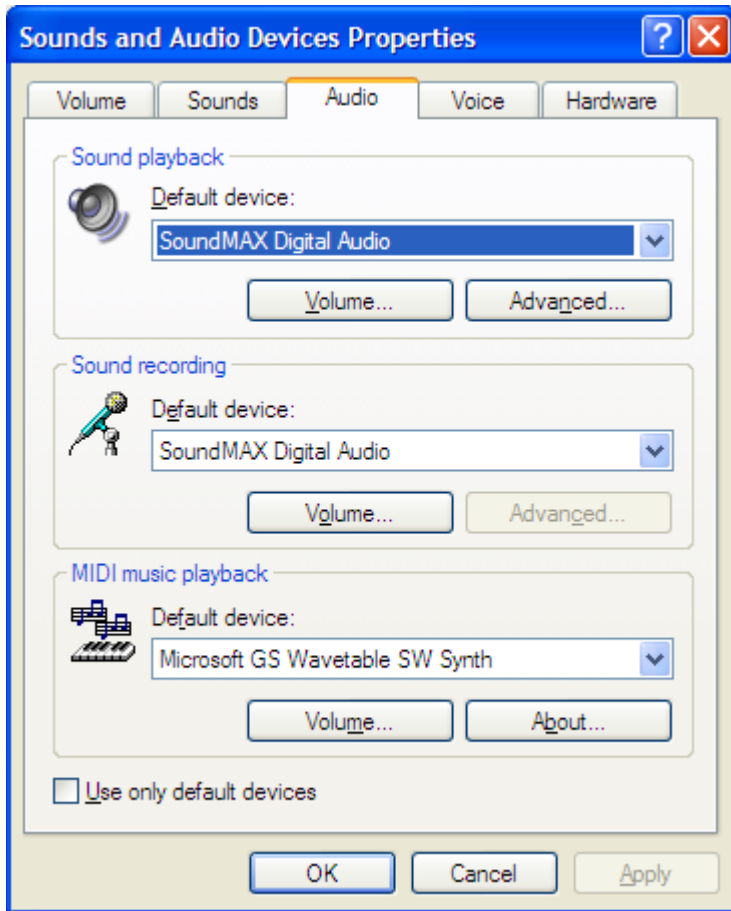 Sounds and Audio Devices Properties
Volume Sounds Audio Voice Hardware
Sound playback
Default device:
SoundMAX Digital Audio
Volume... Advanced...
Sound recording
Default device:
SoundMAX Digital Audio
Volume... Advanced...
MIDI music playback
Default device:
Microsoft GS Wavetable SW Synth
Volume... About...
Use only default devices
OK Cancel Apply